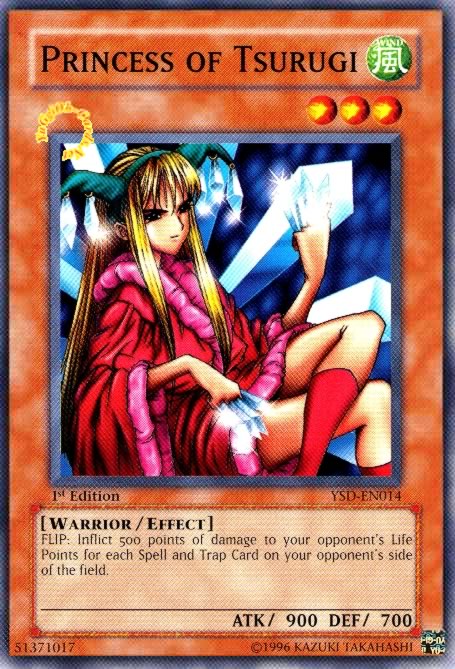 PRINCESS OF TSURUGI
WIND
風
1st Edition
YSD-EN014
[WARRIOR / EFFECT]
FLIP: Inflict 500 points of damage to your opponent's Life
Points for each Spell and Trap Card on your opponent's side
of the field.
ATK/ 900 DEF/ 700
51371017
©1996 KAZUKI TAKAHASHI